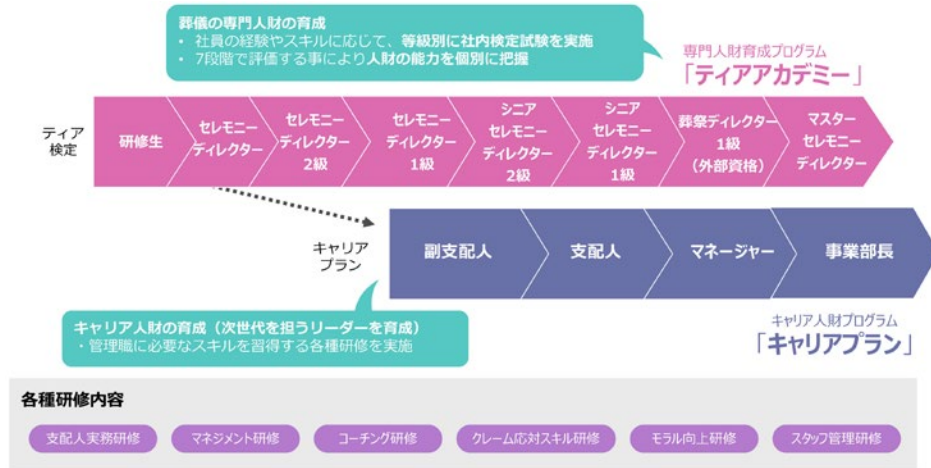 葬儀の専門人財の育成
• 社員の経験やスキルに応じて、等級別に社内検定試験を実施
• 7段階で評価する事により人財の能力を個別に把握
専門人財育成プログラム
「ティアアカデミー」
ティア
検定
研修生
セレモニー
ディレクター
セレモニー
ディレクター
2級
セレモニー
ディレクター
1級
シニア
セレモニー
ディレクター
2級
シニア
セレモニー
ディレクター
1級
葬祭ディレクター
1級
(外部資格)
マスター
セレモニー
ディレクター
キャリア
プラン
副支配人
支配人
マネージャー
事業部長
キャリア人財の育成(次世代を担うリーダーを育成)
・管理職に必要なスキルを習得する各種研修を実施
キャリア人財プログラム
「キャリアプラン」
各種研修内容
支配人実務研修
マネジメント研修
コーチング研修
クレーム応対スキル研修
モラル向上研修
スタッフ管理研修